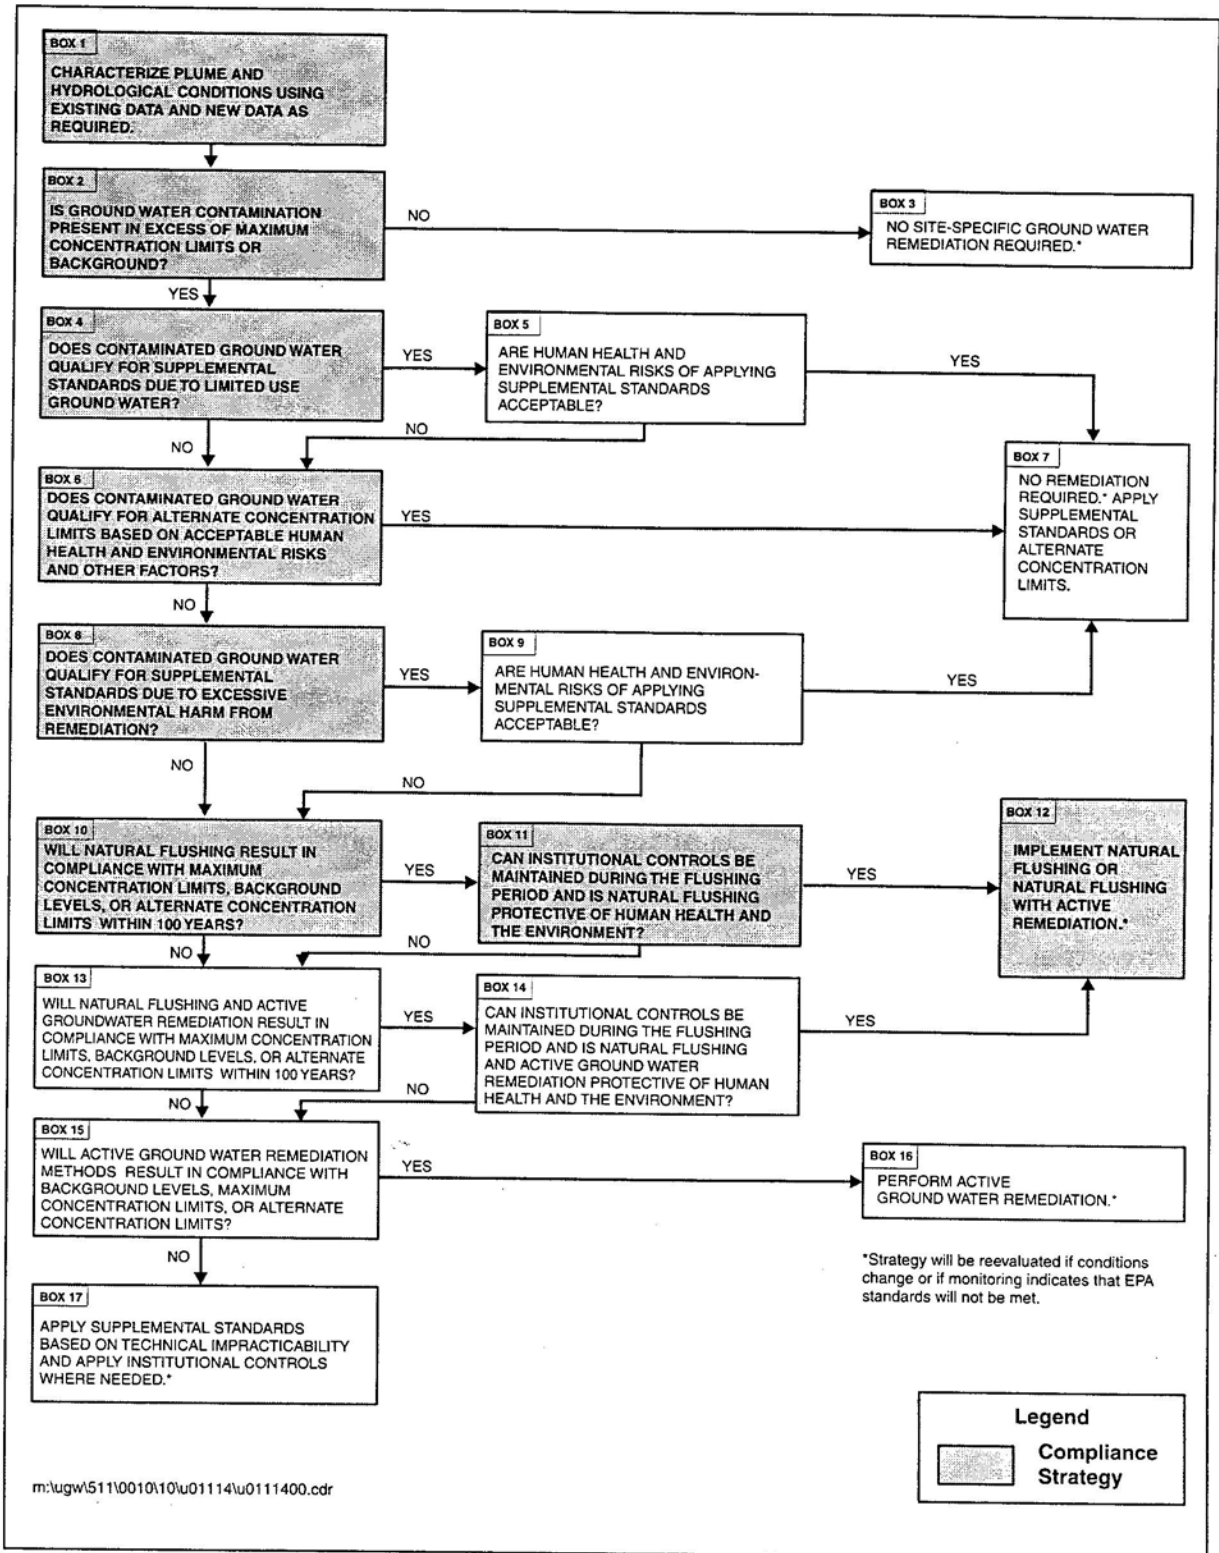 BOX 1
CHARACTERIZE PLUME AND
HYDROLOGICAL CONDITIONS USING
EXISTING DATA AND NEW DATA AS
REQUIRED.
BOX 2
IS GROUND WATER CONTAMINATION
PRESENT IN EXCESS OF MAXIMUM
CONCENTRATION LIMITS OR
BACKGROUND?
NO
BOX 3
NO SITE-SPECIFIC GROUND WATER
REMEDIATION REQUIRED.*
YES
BOX 4
DOES CONTAMINATED GROUND WATER
QUALIFY FOR SUPPLEMENTAL
STANDARDS DUE TO LIMITED USE
GROUND WATER?
YES
BOX 5
ARE HUMAN HEALTH AND
ENVIRONMENTAL RISKS OF APPLYING
SUPPLEMENTAL STANDARDS
ACCEPTABLE?
YES
NO
NO
BOX 6
DOES CONTAMINATED GROUND WATER
QUALIFY FOR ALTERNATE CONCENTRATION
LIMITS BASED ON ACCEPTABLE HUMAN
HEALTH AND ENVIRONMENTAL RISKS
AND OTHER FACTORS?
YES
BOX 7
NO REMEDIATION
REQUIRED.* APPLY
SUPPLEMENTAL
STANDARDS OR
ALTERNATE
CONCENTRATION
LIMITS.
NO
BOX 8
DOES CONTAMINATED GROUND WATER
QUALIFY FOR SUPPLEMENTAL
STANDARDS DUE TO EXCESSIVE
ENVIRONMENTAL HARM FROM
REMEDIATION?
YES
BOX 9
ARE HUMAN HEALTH AND ENVIRON-
MENTAL RISKS OF APPLYING
SUPPLEMENTAL STANDARDS
ACCEPTABLE?
YES
NO
NO
BOX 10
WILL NATURAL FLUSHING RESULT IN
COMPLIANCE WITH MAXIMUM
CONCENTRATION LIMITS, BACKGROUND
LEVELS, OR ALTERNATE CONCENTRATION
LIMITS WITHIN 100 YEARS?
YES
BOX 11
CAN INSTITUTIONAL CONTROLS BE
MAINTAINED DURING THE FLUSHING
PERIOD AND IS NATURAL FLUSHING
PROTECTIVE OF HUMAN HEALTH AND
THE ENVIRONMENT?
YES
BOX 12
IMPLEMENT NATURAL
FLUSHING OR
NATURAL FLUSHING
WITH ACTIVE
REMEDIATION.*
NO
NO
BOX 13
WILL NATURAL FLUSHING AND ACTIVE
GROUNDWATER REMEDIATION RESULT IN
COMPLIANCE WITH MAXIMUM CONCENTRATION
LIMITS, BACKGROUND LEVELS, OR ALTERNATE
CONCENTRATION LIMITS WITHIN 100 YEARS?
YES
BOX 14
CAN INSTITUTIONAL CONTROLS BE
MAINTAINED DURING THE FLUSHING
PERIOD AND IS NATURAL FLUSHING
AND ACTIVE GROUND WATER
REMEDIATION PROTECTIVE OF HUMAN
HEALTH AND THE ENVIRONMENT?
YES
NO
NO
BOX 15
WILL ACTIVE GROUND WATER REMEDIATION
METHODS RESULT IN COMPLIANCE WITH
BACKGROUND LEVELS, MAXIMUM
CONCENTRATION LIMITS, OR ALTERNATE
CONCENTRATION LIMITS?
YES
BOX 16
PERFORM ACTIVE
GROUND WATER REMEDIATION.*
NO
*Strategy will be reevaluated if conditions
change or if monitoring indicates that EPA
standards will not be met.
BOX 17
APPLY SUPPLEMENTAL STANDARDS
BASED ON TECHNICAL IMPRACTICABILITY
AND APPLY INSTITUTIONAL CONTROLS
WHERE NEEDED.*
Legend
Compliance
Strategy
m:\ugw\511\0010\10\u01114\u0111400.cdr